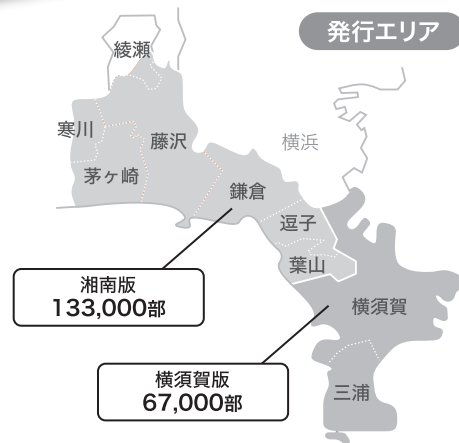 発行エリア
綾瀬
寒川
藤沢
横浜
茅ヶ崎
鎌倉
逗子
葉山
湘南版
133,000部
横須賀
横須賀版
67,000部
三浦